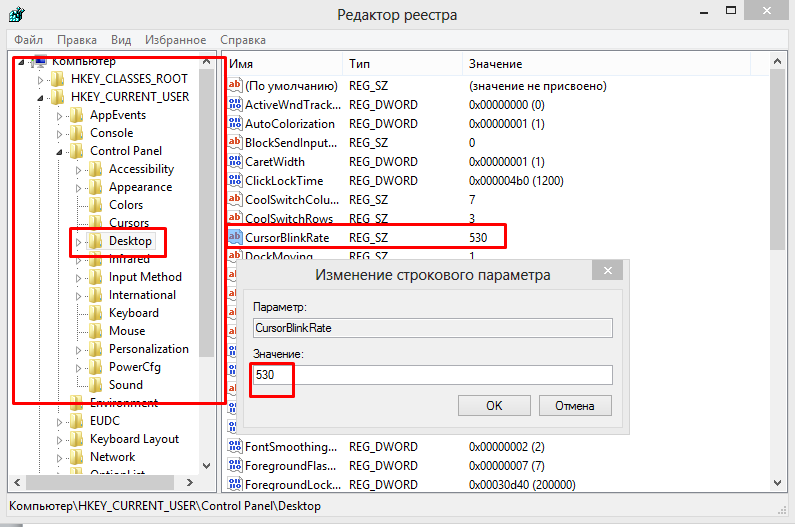 Редактор реестра
Файл Правка Вид Избранное Справка
Компьютер
HKEY_CLASSES_ROOT
HKEY_CURRENT_USER
AppEvents
Console
Control Panel
Accessibility
Appearance
Colors
Cursors
Desktop
Infrared
Input Method
International
Keyboard
Mouse
Personalization
PowerCfg
Sound
Environment
EUDC
Keyboard Layout
Network
OptionList
Имя Тип Значение
(По умолчанию) REG_SZ (значение не присвоено)
ActiveWndTrack... REG_DWORD 0x00000000 (0)
AutoColorization REG_DWORD 0x00000001 (1)
BlockSendInput... REG_SZ 0
CaretWidth REG_DWORD 0x00000001 (1)
ClickLockTime REG_DWORD 0x000004b0 (1200)
CoolSwitchColu... REG_SZ 7
CoolSwitchRows REG_SZ 3
CursorBlinkRate REG_SZ 530
DockMoving REG_SZ 1
Изменение строкового параметра
Параметр:
CursorBlinkRate
Значение:
530
OK Отмена
FontSmoothing... REG_DWORD 0x00000002 (2)
ForegroundFlas... REG_DWORD 0x00000007 (7)
ForegroundLock... REG_DWORD 0x00030d40 (200000)
Компьютер\HKEY_CURRENT_USER\Control Panel\Desktop